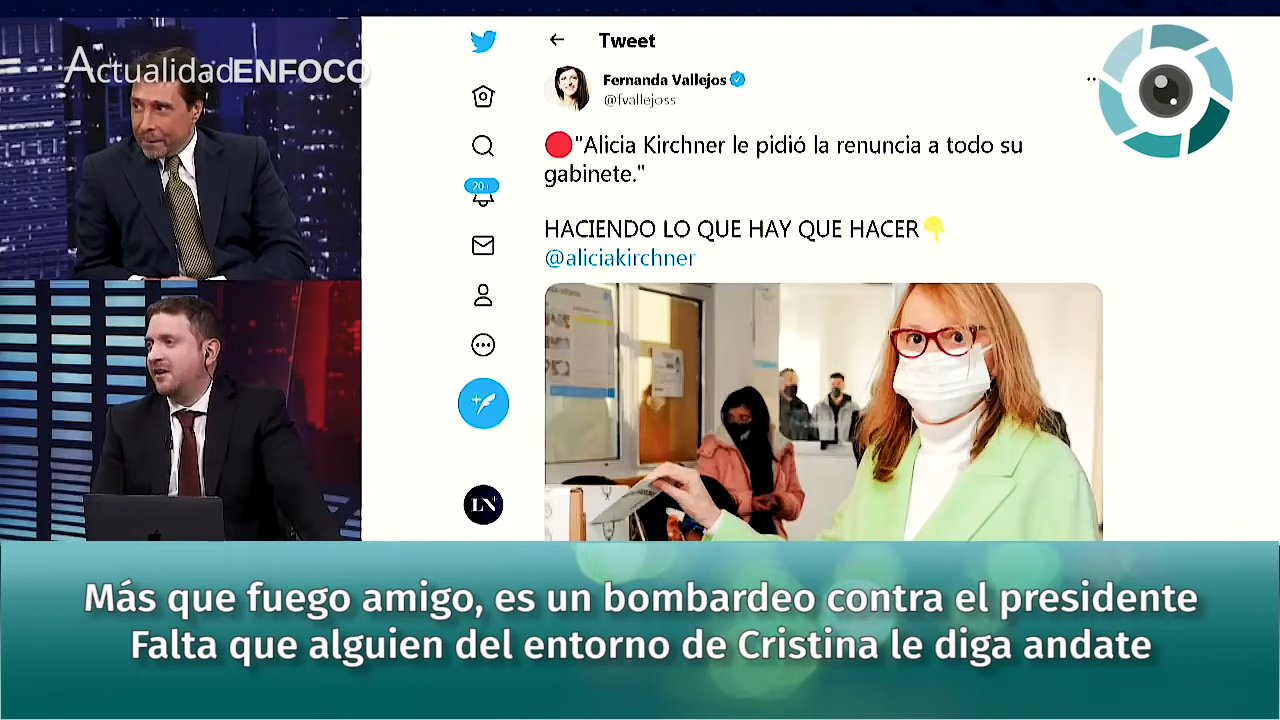 ActualidadENFOCO
Tweet
Fernanda Vallejos
@fvallejoss
"Alicia Kirchner le pidió la renuncia a todo su
gabinete."
HACIENDO LO QUE HAY QUE HACER
@aliciakirchner
20+
LN+
Más que fuego amigo, es un bombardeo contra el presidente
Falta que alguien del entorno de Cristina le diga andate